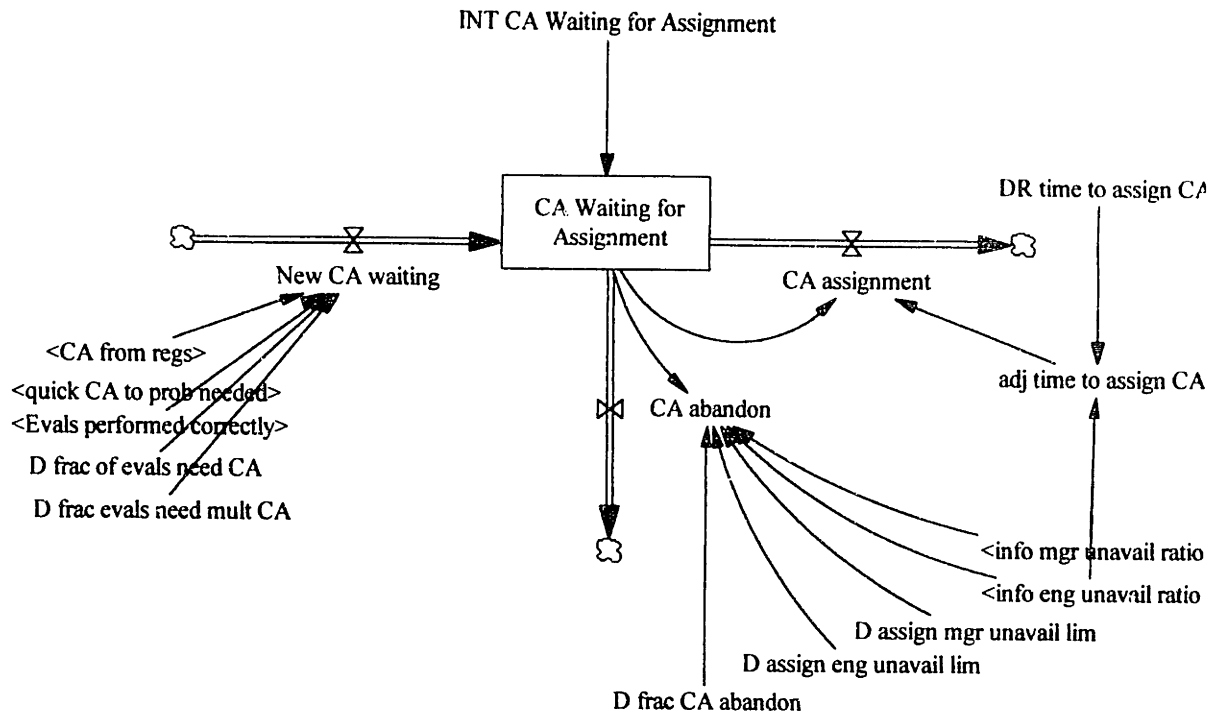 INT CA Waiting for Assignment
CA Waiting for
Assignment
DR time to assign CA
New CA waiting
CA assignment
<CA from regs>
<quick CA to prob needed>
<Evals performed correctly>
D frac of evals need CA
D frac evals need mult CA
CA abandon
adj time to assign CA
<info mgr unavail ratio
<info eng unavail ratio
D assign mgr unavail lim
D assign eng unavail lim
D frac CA abandon